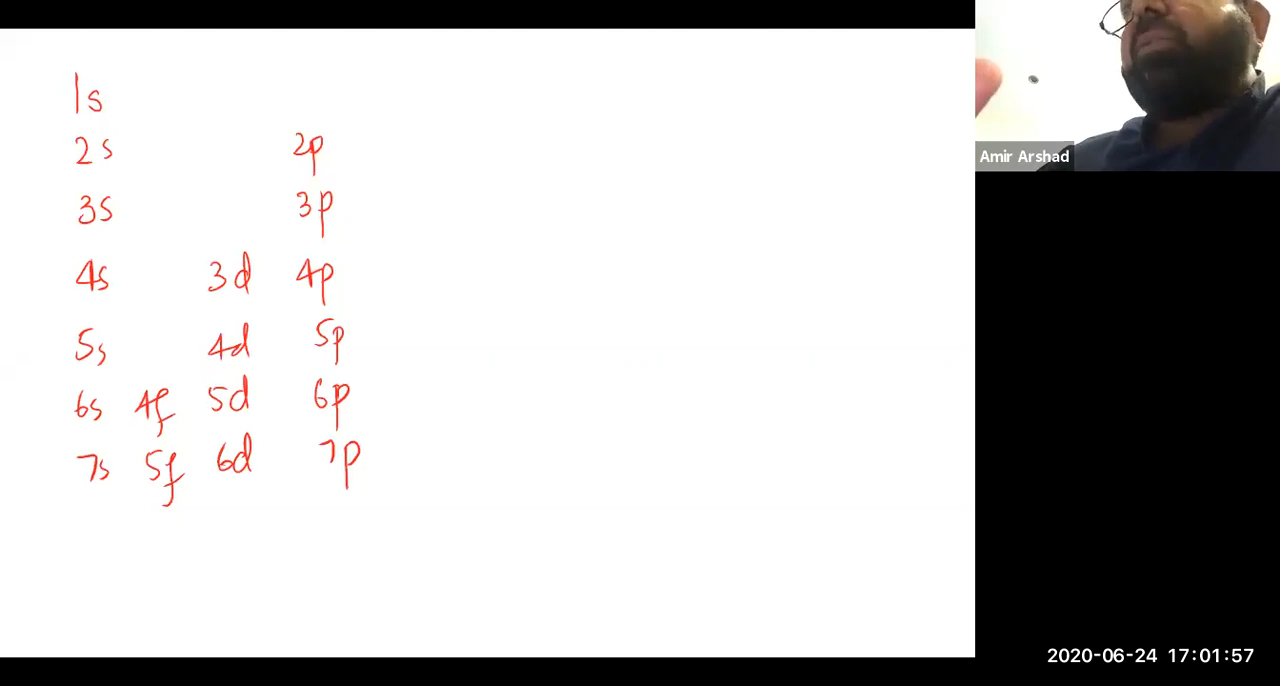 1s
2s 2p
3s 3p
4s 3d 4p
5s 4d 5p
6s 4f 5d 6p
7s 5f 6d 7p
Amir Arshad
2020-06-24 17:01:57